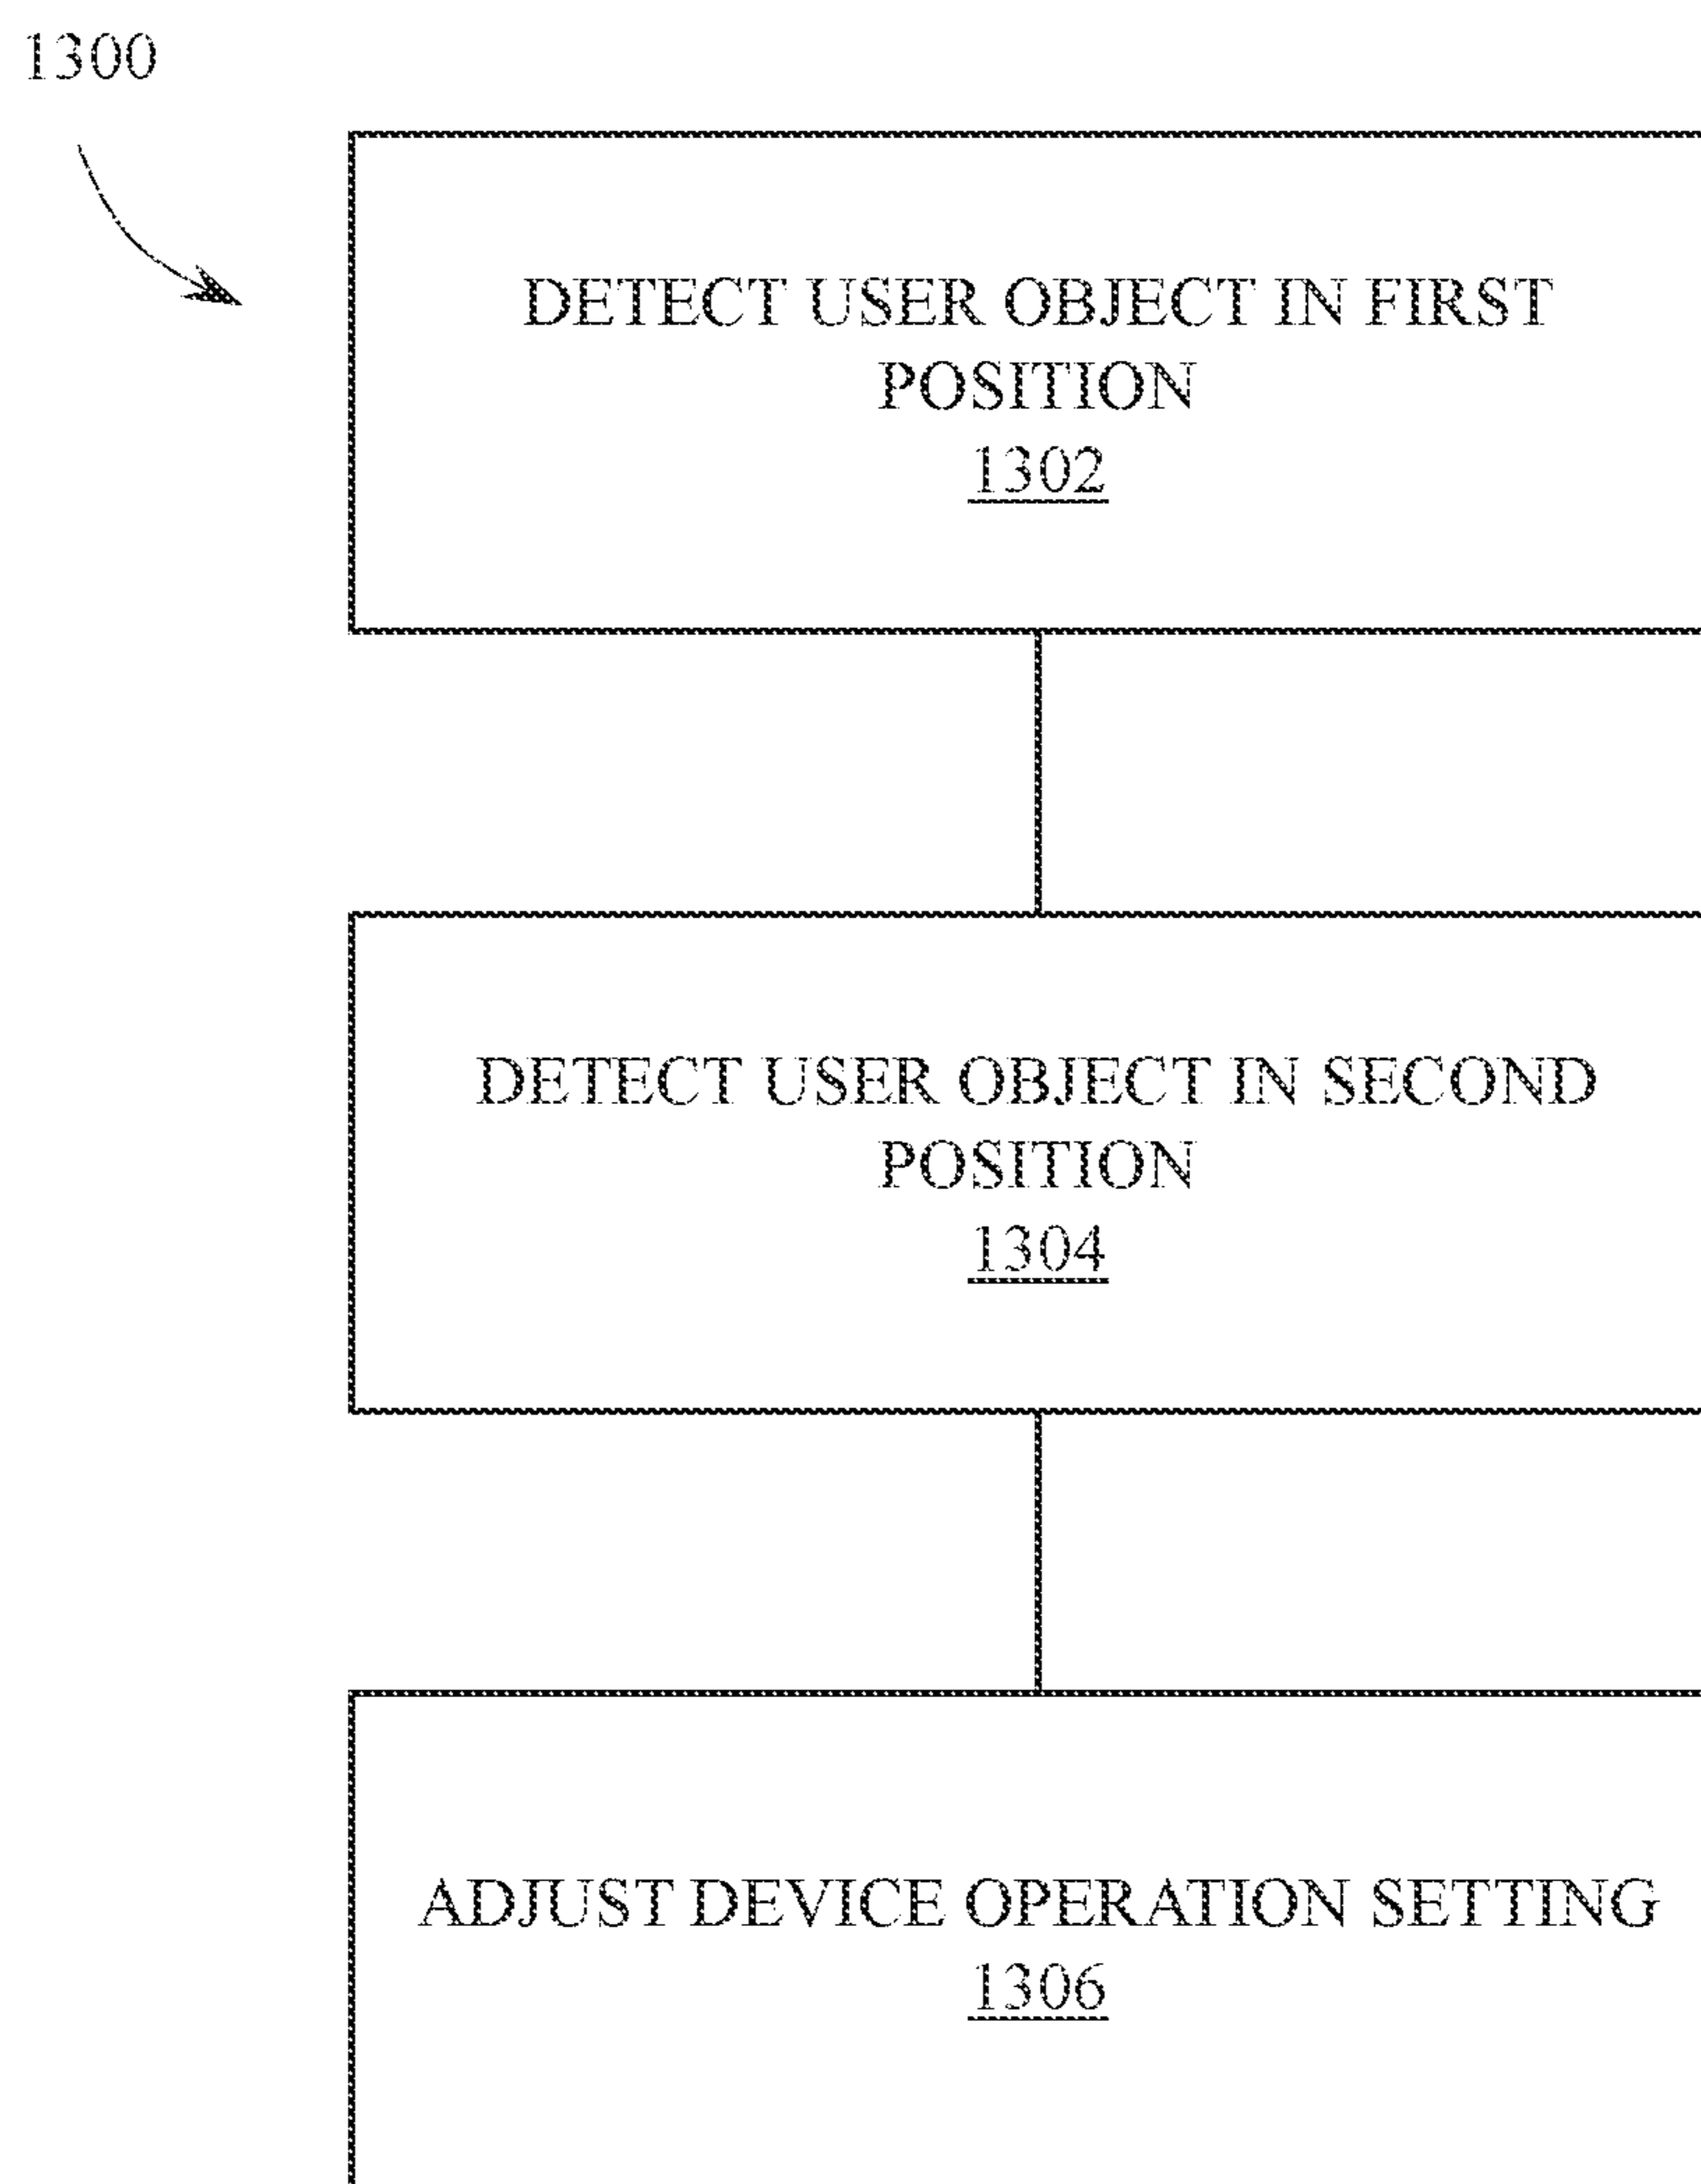 1300
DETECT USER OBJECT IN FIRST
POSITION
1302
DETECT USER OBJECT IN SECOND
POSITION
1304
ADJUST DEVICE OPERATION SETTING
1306